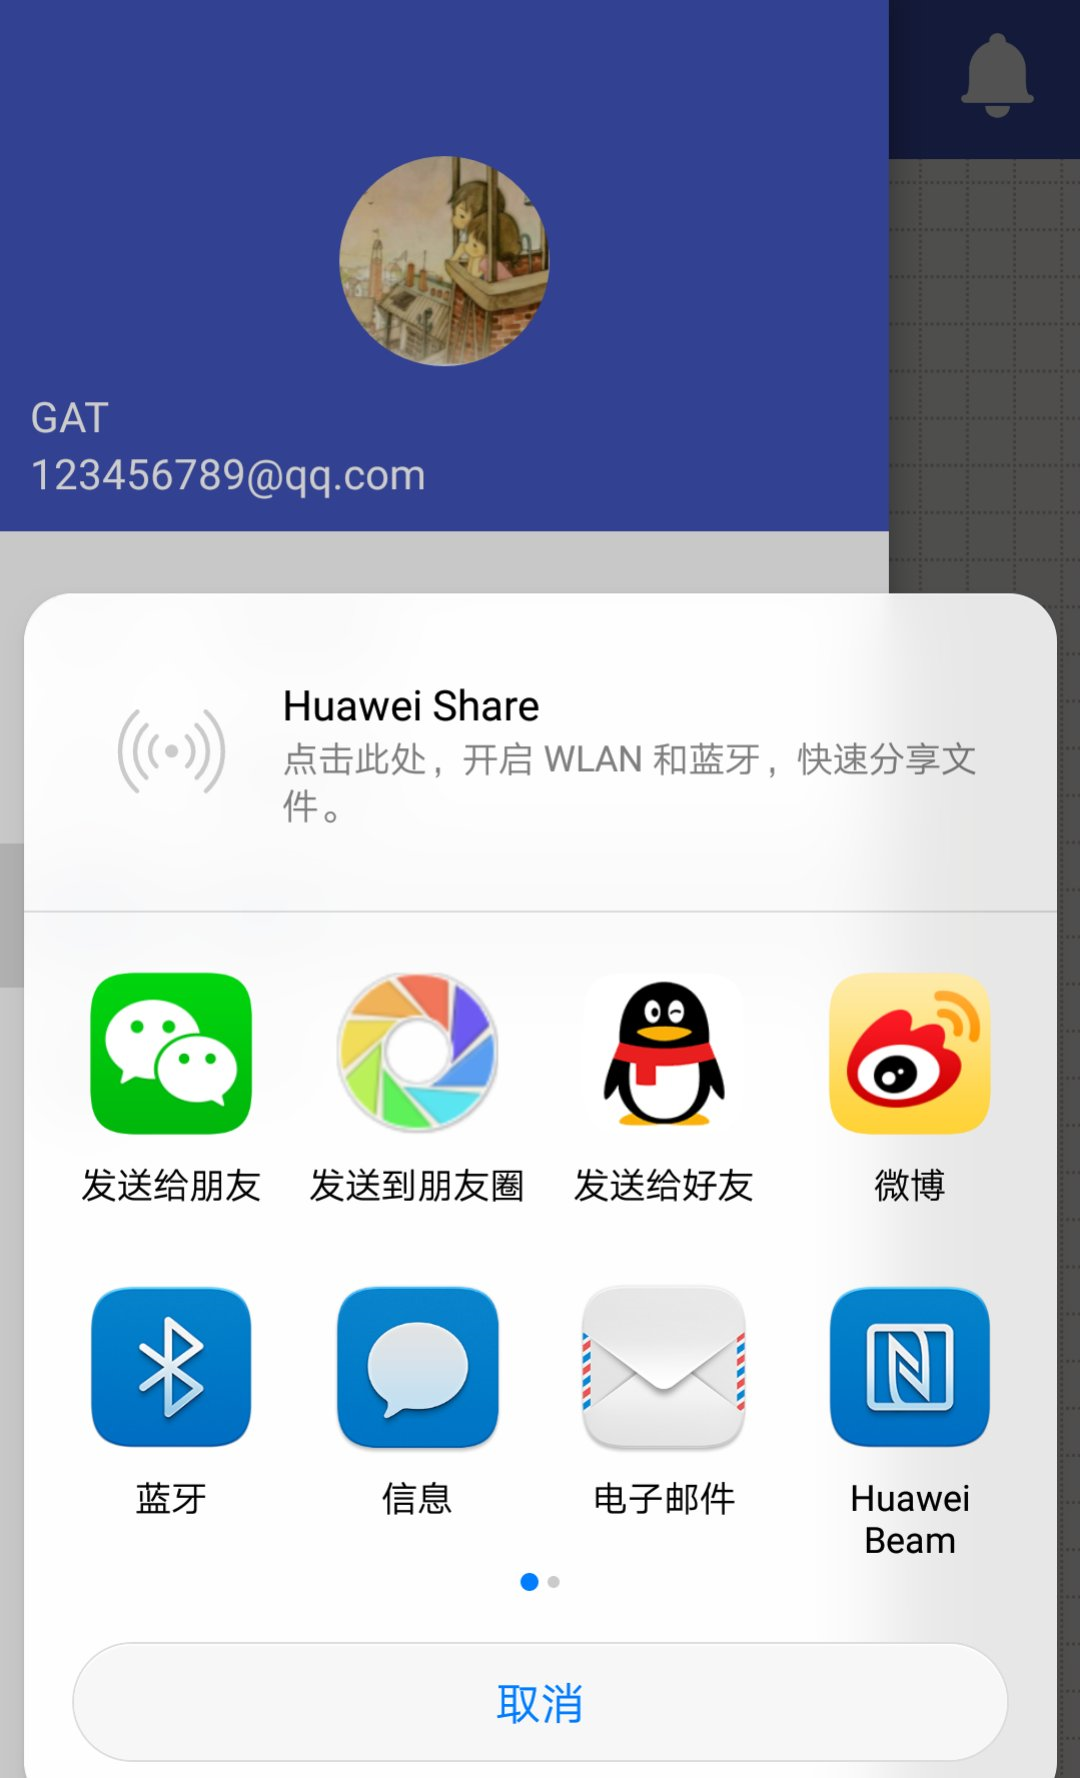 GAT
123456789@qq.com
Huawei Share
点击此处，开启 WLAN 和蓝牙，快速分享文
件。
发送给朋友
发送到朋友圈
发送给好友
微博
蓝牙
信息
电子邮件
Huawei
Beam
取消